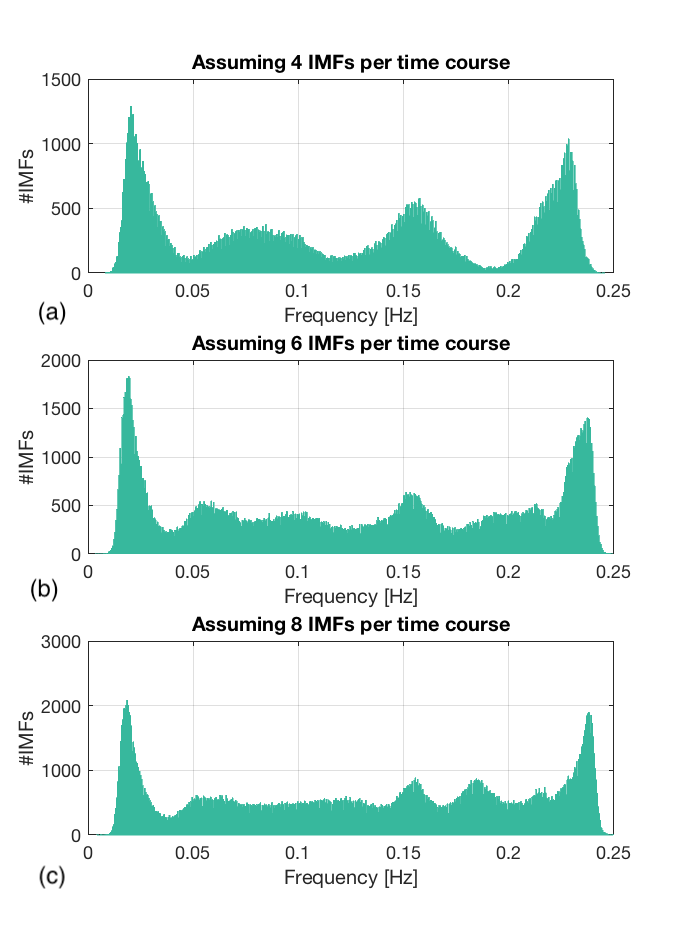 Assuming 4 IMFs per time course
1500
1000
500
0
#IMFs
0 0.05 0.1 0.15 0.2 0.25
Frequency [Hz]
(a)
Assuming 6 IMFs per time course
2000
1500
1000
500
0
#IMFs
0 0.05 0.1 0.15 0.2 0.25
Frequency [Hz]
(b)
Assuming 8 IMFs per time course
3000
2000
1000
0
#IMFs
0 0.05 0.1 0.15 0.2 0.25
Frequency [Hz]
(c)